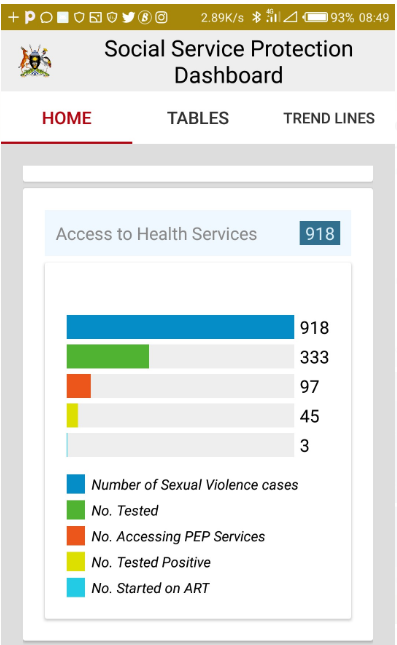 2.89K/s 4G 93% 08:49
Social Service Protection
Dashboard
HOME TABLES TREND LINES
Access to Health Services 918
918
333
97
45
3
Number of Sexual Violence cases
No. Tested
No. Accessing PEP Services
No. Tested Positive
No. Started on ART